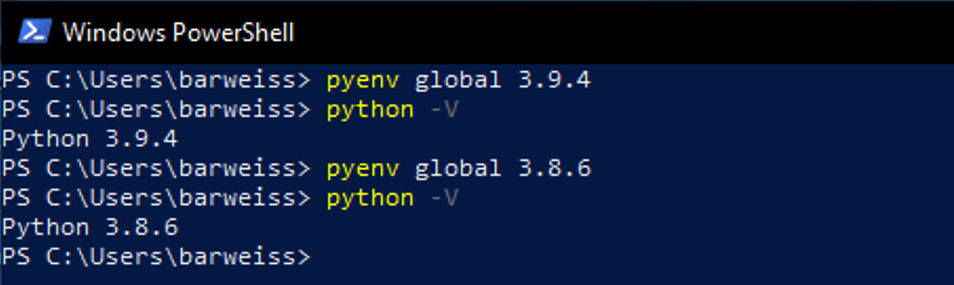 Windows PowerShell
PS C:\Users\barweiss> pyenv global 3.9.4
PS C:\Users\barweiss> python -V
Python 3.9.4
PS C:\Users\barweiss> pyenv global 3.8.6
PS C:\Users\barweiss> python -V
Python 3.8.6
PS C:\Users\barweiss>